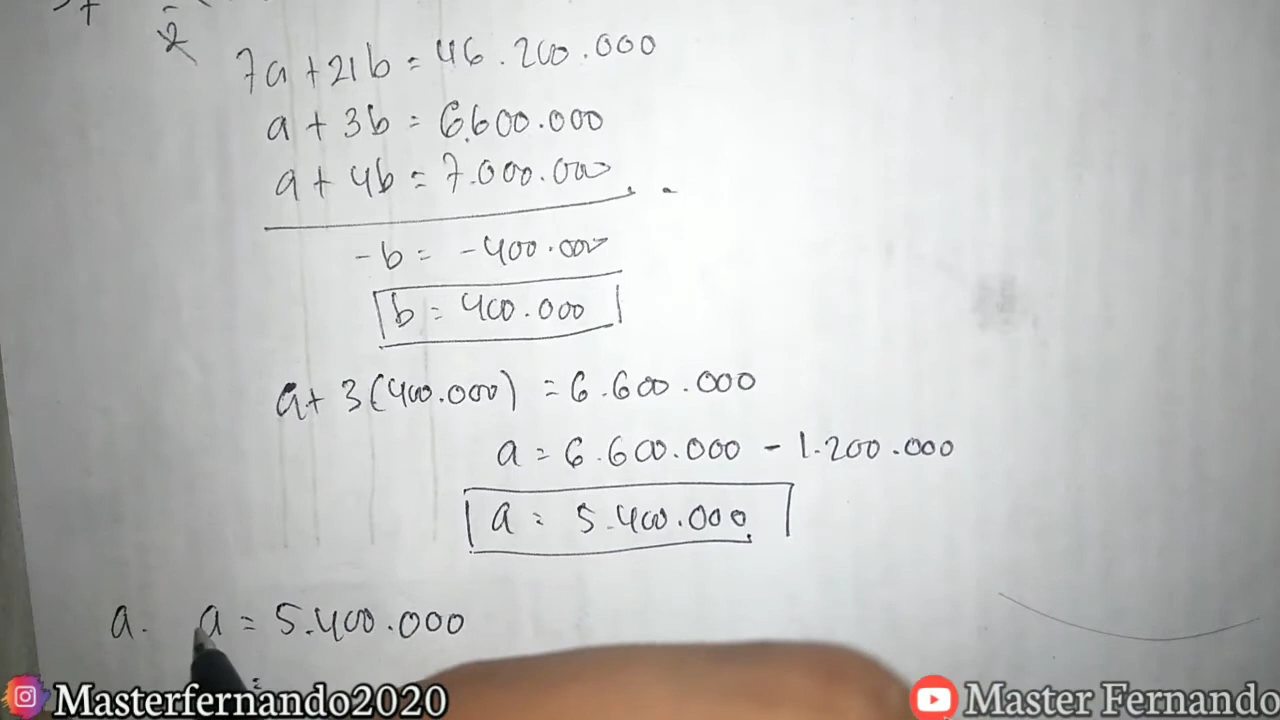 7a + 21b = 46.200.000
a + 3b = 6.600.000
a + 4b = 7.000.000 -
-b = -400.000
b = 400.000
a + 3(400.000) = 6.600.000
a = 6.600.000 - 1.200.000
a = 5.400.000
a. a = 5.400.000
Masterfernando2020
Master Fernando